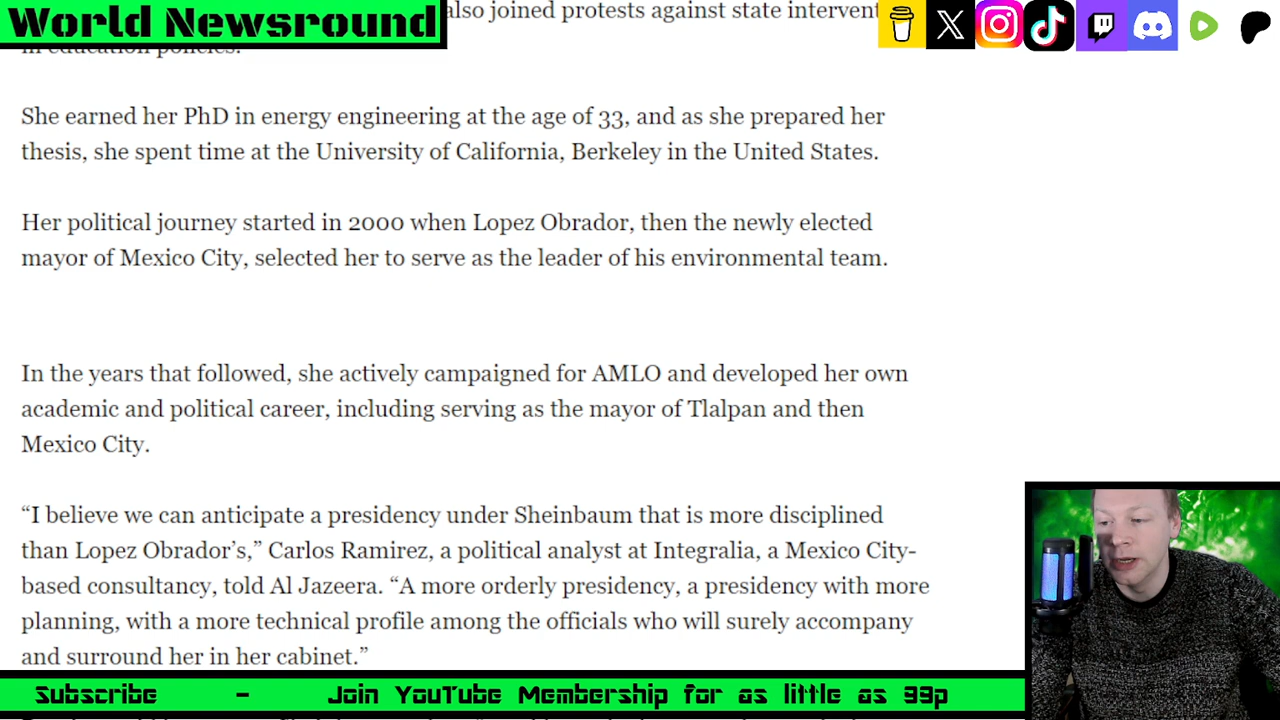 World Newsround
also joined protests against state intervent
in education policies.
She earned her PhD in energy engineering at the age of 33, and as she prepared her
thesis, she spent time at the University of California, Berkeley in the United States.
Her political journey started in 2000 when Lopez Obrador, then the newly elected
mayor of Mexico City, selected her to serve as the leader of his environmental team.
In the years that followed, she actively campaigned for AMLO and developed her own
academic and political career, including serving as the mayor of Tlalpan and then
Mexico City.
“I believe we can anticipate a presidency under Sheinbaum that is more disciplined
than Lopez Obrador’s,” Carlos Ramirez, a political analyst at Integralia, a Mexico City-
based consultancy, told Al Jazeera. “A more orderly presidency, a presidency with more
planning, with a more technical profile among the officials who will surely accompany
and surround her in her cabinet.”
Subscribe - Join YouTube Membership for as little as 99p